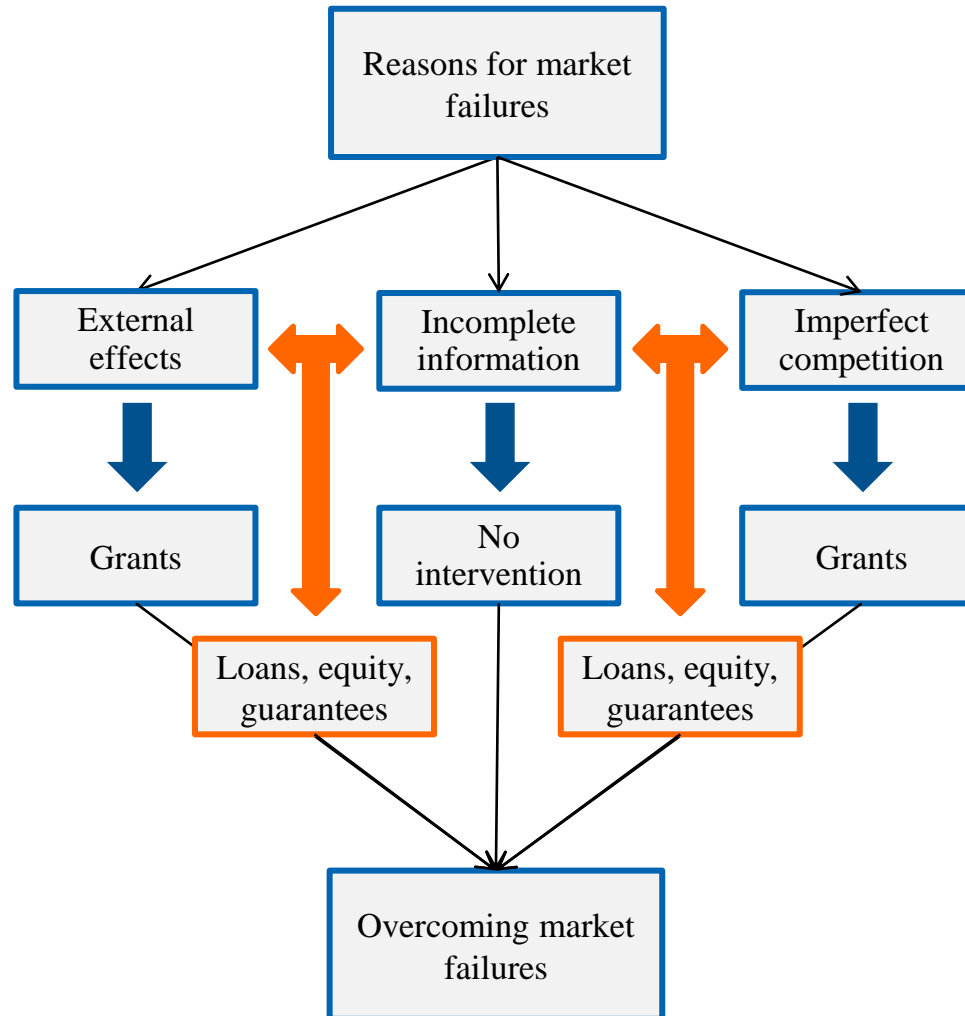 Reasons for market
failures
External
effects
Incomplete
information
Imperfect
competition
Grants
No
intervention
Grants
Loans, equity,
guarantees
Loans, equity,
guarantees
Overcoming market
failures